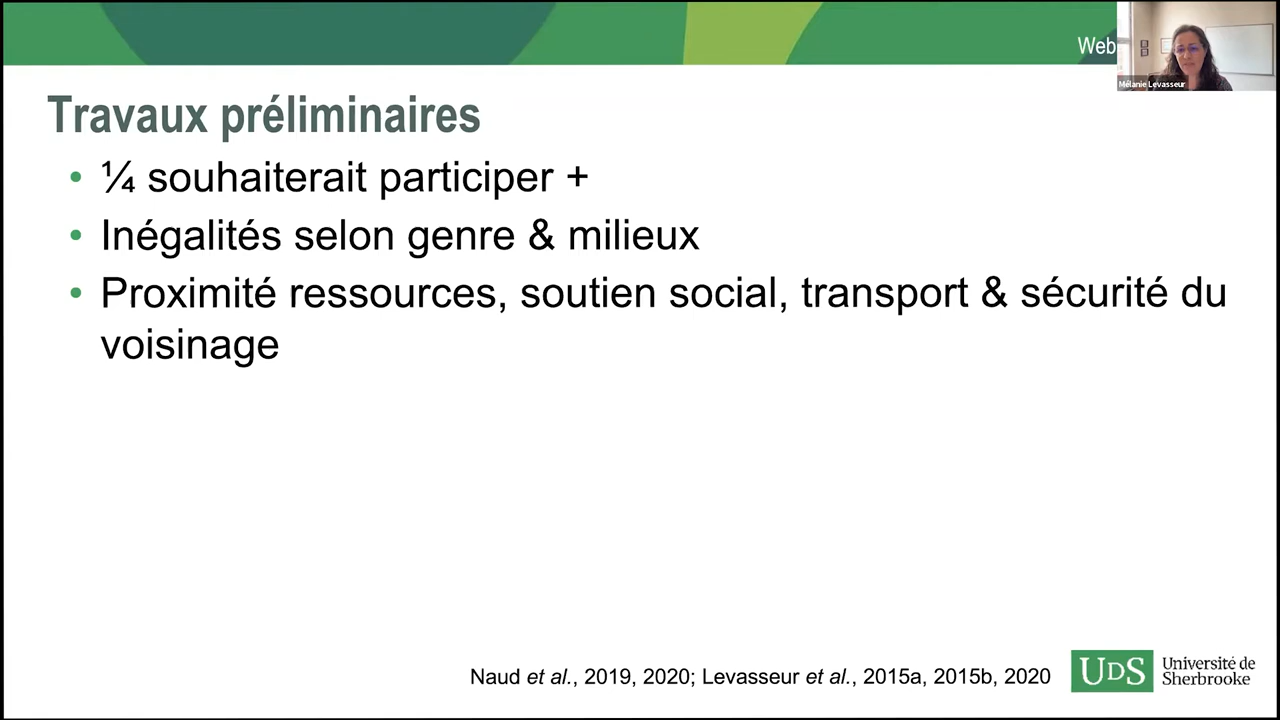 Web
Mélanie Levasseur
Travaux préliminaires
• ¼ souhaiterait participer +
• Inégalités selon genre & milieux
• Proximité ressources, soutien social, transport & sécurité du
voisinage
Naud et al., 2019, 2020; Levasseur et al., 2015a, 2015b, 2020
UDS
Université de
Sherbrooke